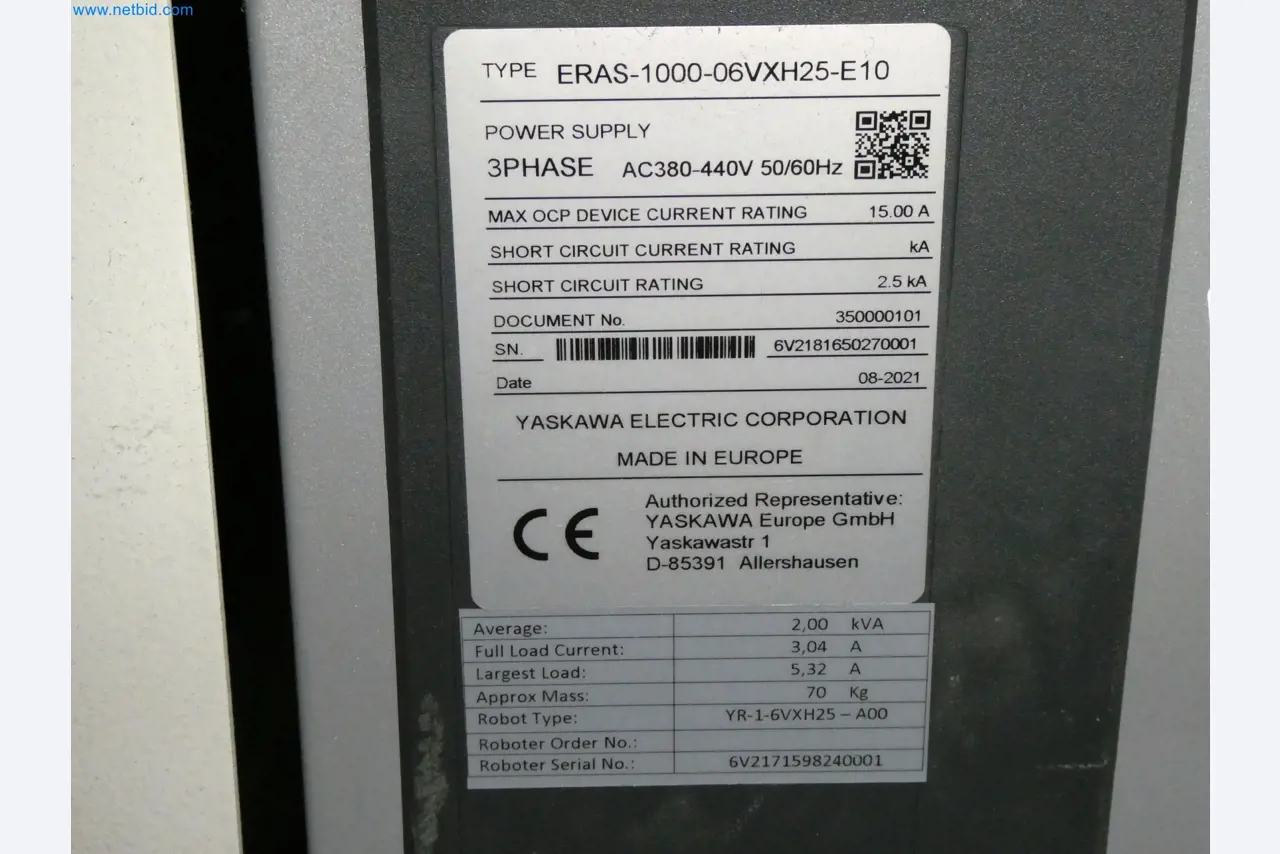 www.netbid.com
TYPE ERAS-1000-06VXH25-E10
POWER SUPPLY
3PHASE AC380-440V 50/60Hz
MAX OCP DEVICE CURRENT RATING 15.00 A
SHORT CIRCUIT CURRENT RATING kA
SHORT CIRCUIT RATING 2.5 kA
DOCUMENT No. 350000101
SN. 6V2181650270001
Date 08-2021
YASKAWA ELECTRIC CORPORATION
MADE IN EUROPE
CE Authorized Representative:
YASKAWA Europe GmbH
Yaskawastr 1
D-85391 Allershausen
Average: 2,00 kVA
Full Load Current: 3,04 A
Largest Load: 5,32 A
Approx Mass: 70 Kg
Robot Type: YR-1-6VXH25 – A00
Roboter Order No.:
Roboter Serial No.: 6V2171598240001